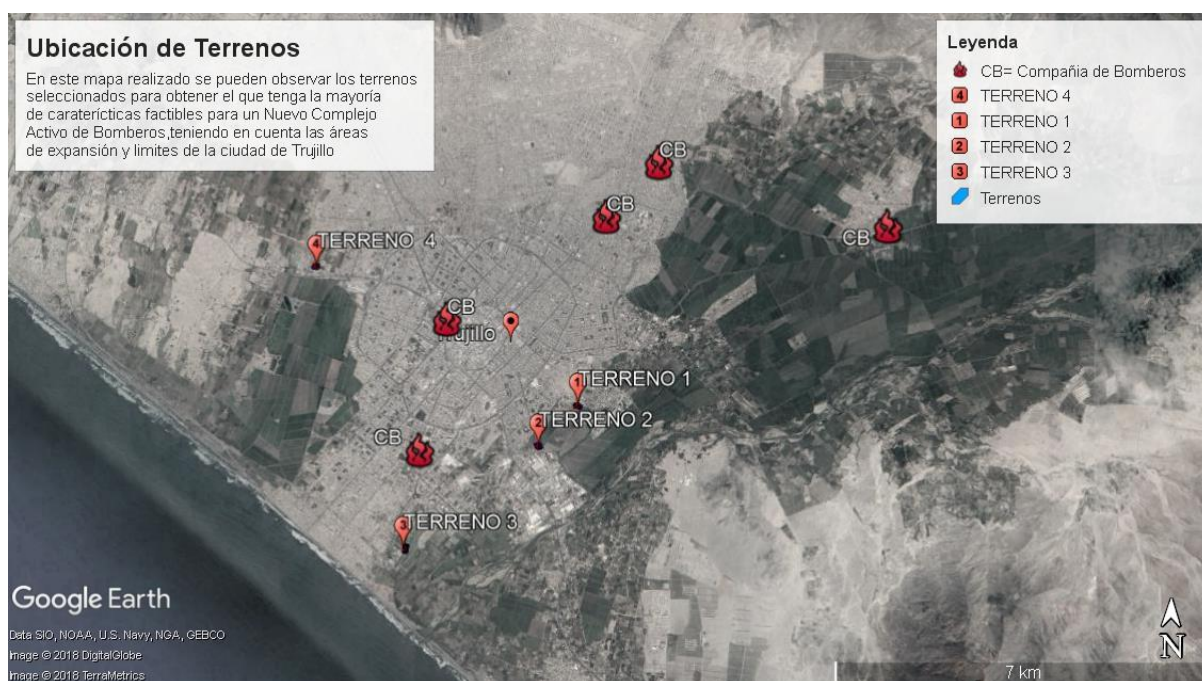 Ubicación de Terrenos
En este mapa realizado se pueden observar los terrenos
seleccionados para obtener el que tenga la mayoría
de caraterícticas factibles para un Nuevo Complejo
Activo de Bomberos,teniendo en cuenta las áreas
de expansión y limites de la ciudad de Trujillo
Leyenda
CB= Compañia de Bomberos
4 TERRENO 4
1 TERRENO 1
2 TERRENO 2
3 TERRENO 3
Terrenos
CB
CB
CB
4 TERRENO 4
CB
Trujillo
1 TERRENO 1
2 TERRENO 2
CB
3 TERRENO 3
Google Earth
Data SIO, NOAA, U.S. Navy, NGA, GEBCO
Image © 2018 DigitalGlobe
Image © 2018 TerraMetrics
N
7 km